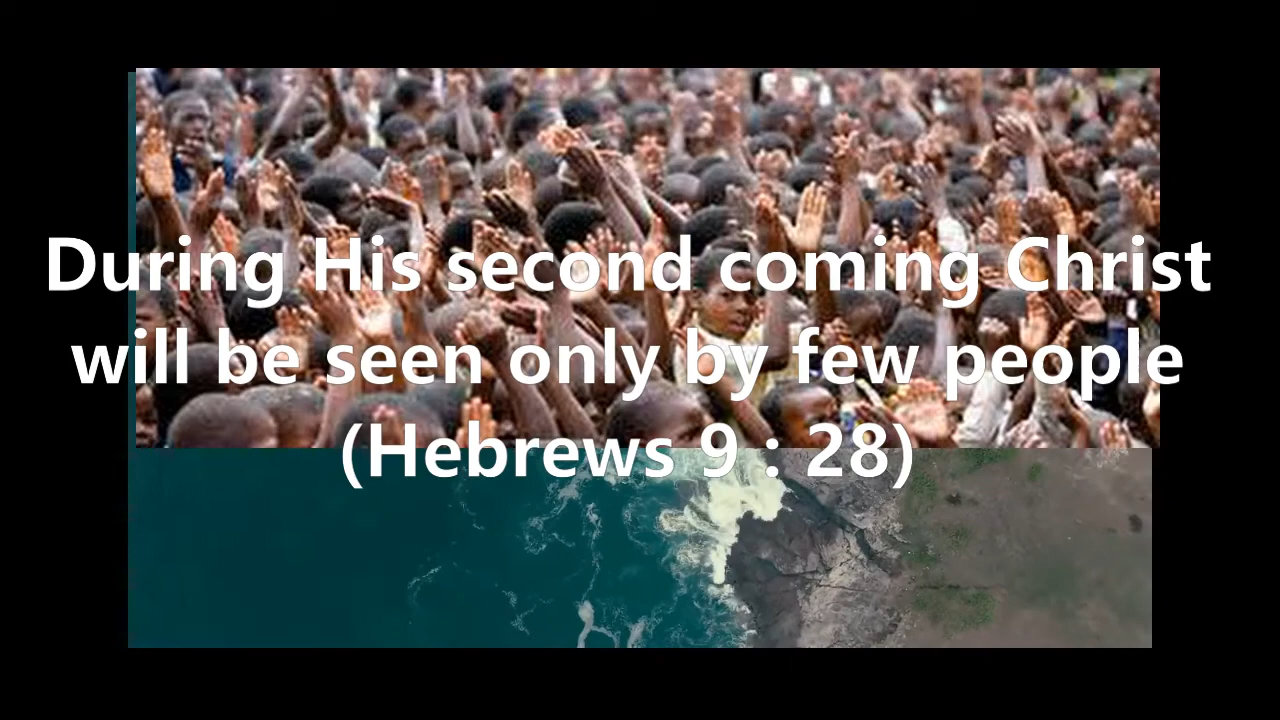 During His second coming Christ
will be seen only by few people
(Hebrews 9 : 28)